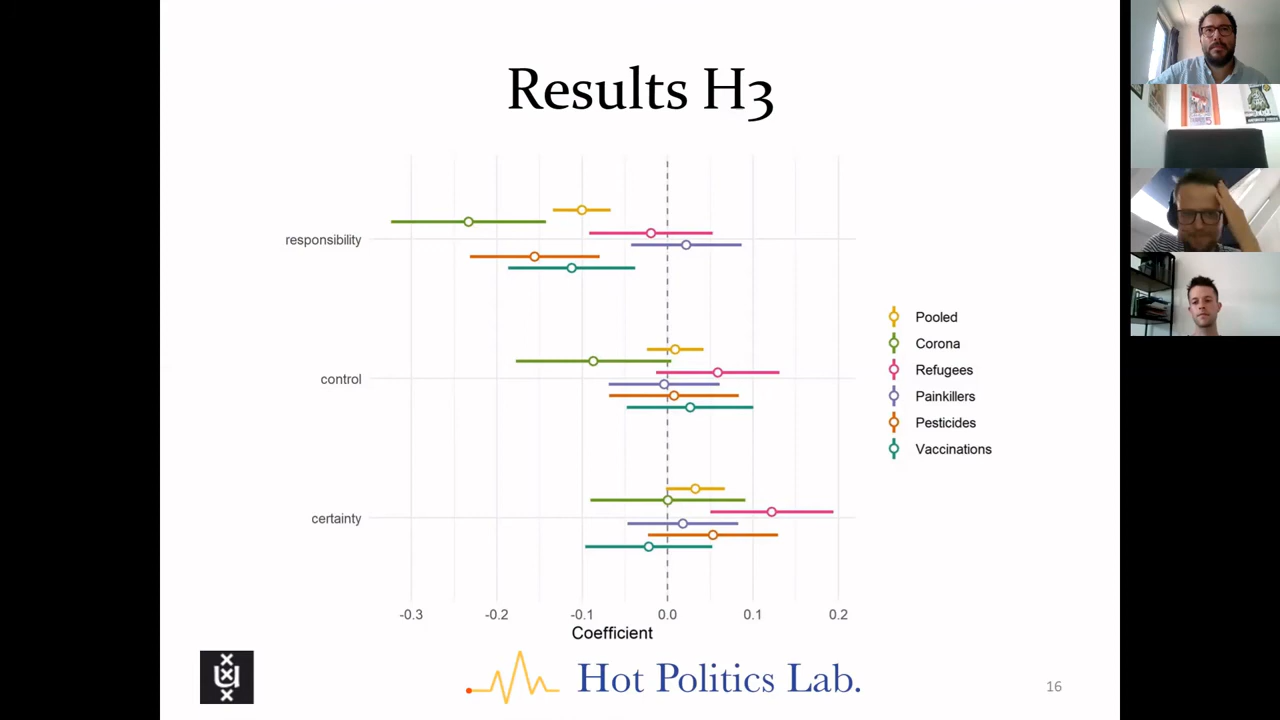 Results H3
responsibility
control
certainty
Pooled
Corona
Refugees
Painkillers
Pesticides
Vaccinations
-0.3 -0.2 -0.1 0.0 0.1 0.2
Coefficient
Hot Politics Lab.
16